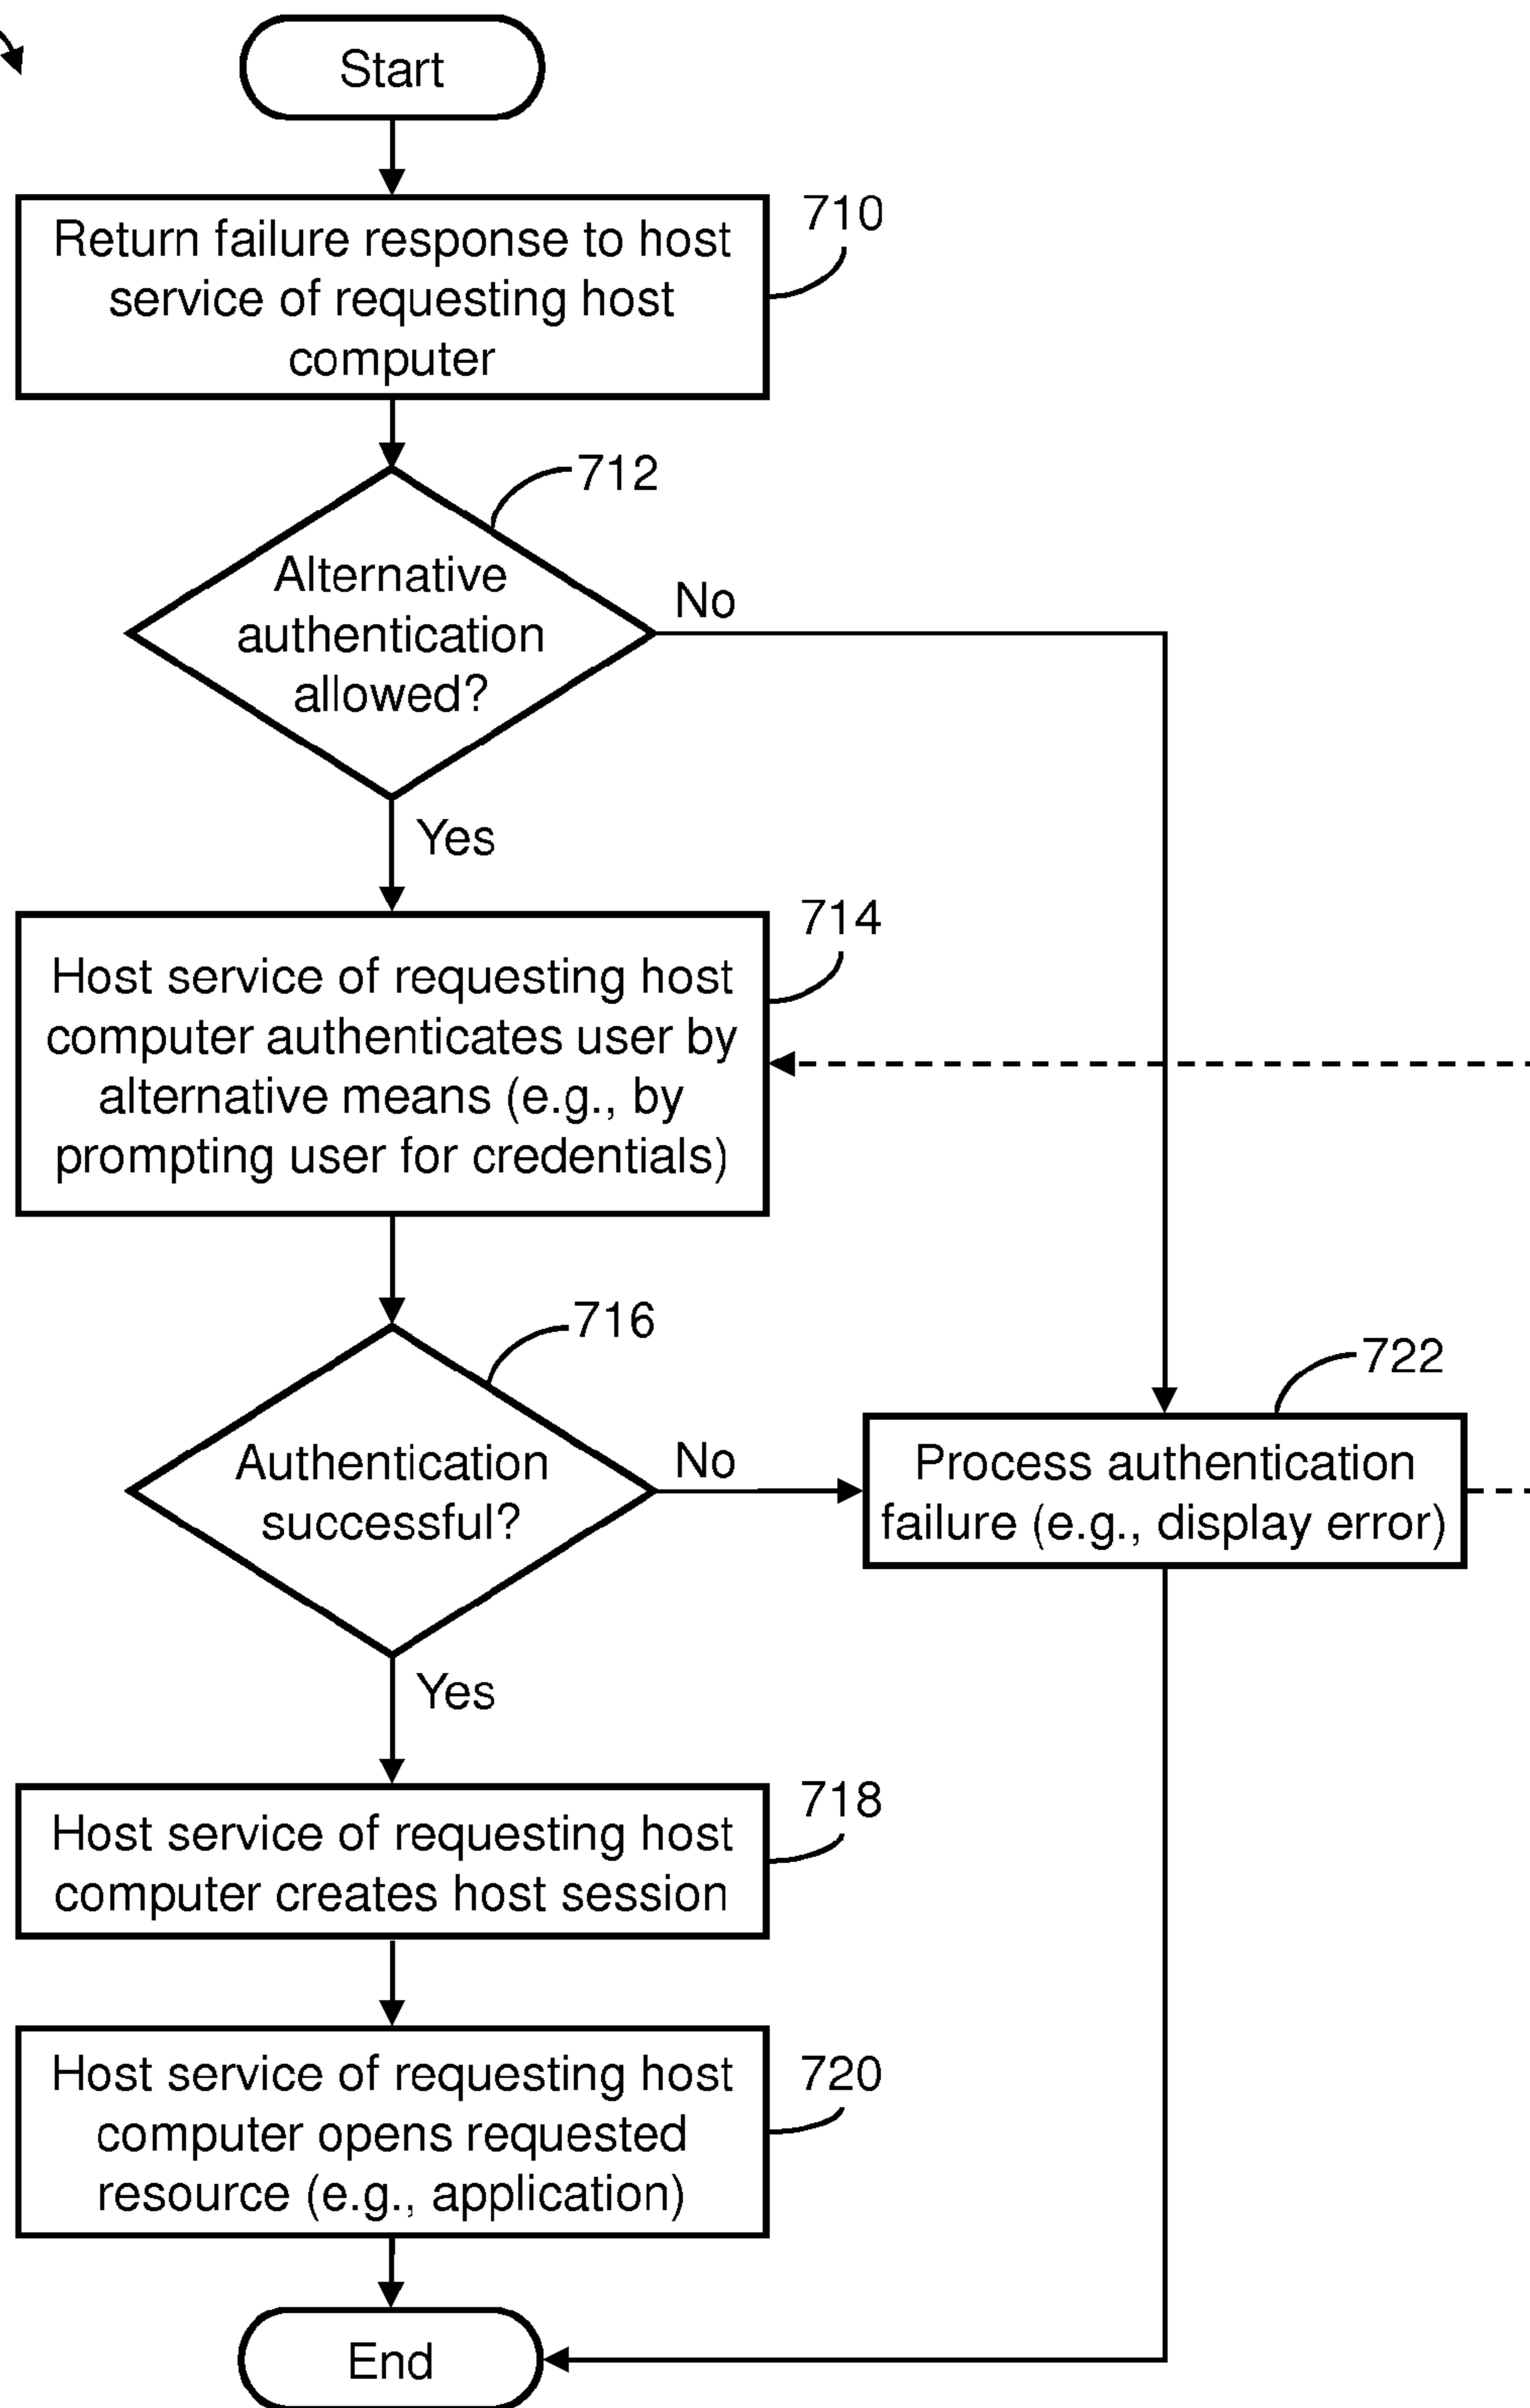 Start
Return failure response to host
service of requesting host
computer
710
712
Alternative
authentication
allowed?
No
Yes
714
Host service of requesting host
computer authenticates user by
alternative means (e.g., by
prompting user for credentials)
716
Authentication
successful?
No
722
Process authentication
failure (e.g., display error)
Yes
718
Host service of requesting host
computer creates host session
Host service of requesting host
computer opens requested
resource (e.g., application)
720
End